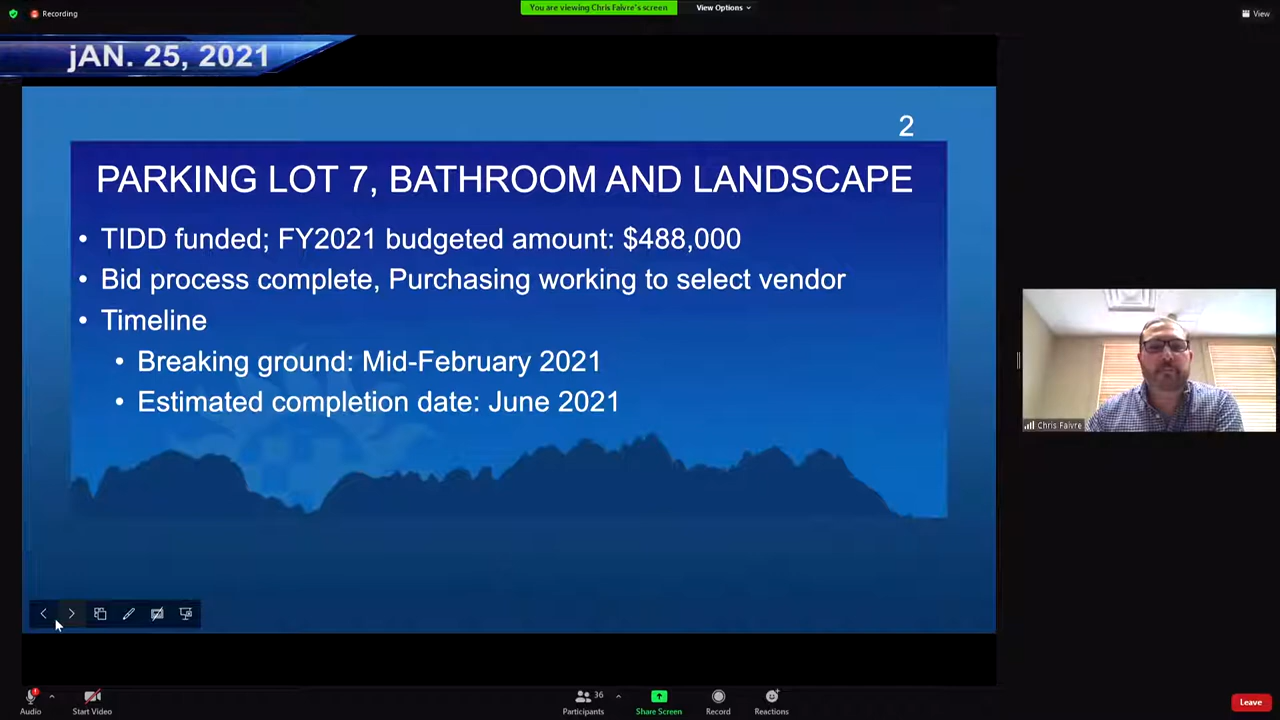 Recording
You are viewing Chris Faivre's screen
View Options
View
jAN. 25, 2021
2
PARKING LOT 7, BATHROOM AND LANDSCAPE
• TIDD funded; FY2021 budgeted amount: $488,000
• Bid process complete, Purchasing working to select vendor
• Timeline
• Breaking ground: Mid-February 2021
• Estimated completion date: June 2021
Chris Faivre
Audio
Start Video
36
Participants
Share Screen
Record
Reactions
Leave